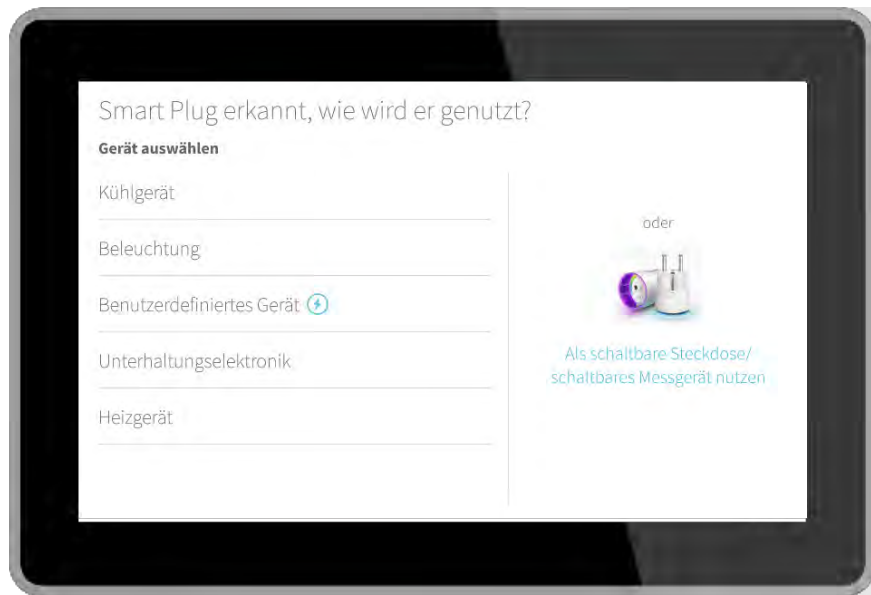 Smart Plug erkannt, wie wird er genutzt?
Gerät auswählen
Kühlgerät
Beleuchtung
Benutzerdefiniertes Gerät
Unterhaltungselektronik
Heizgerät
oder
Als schaltbare Steckdose/
schaltbares Messgerät nutzen